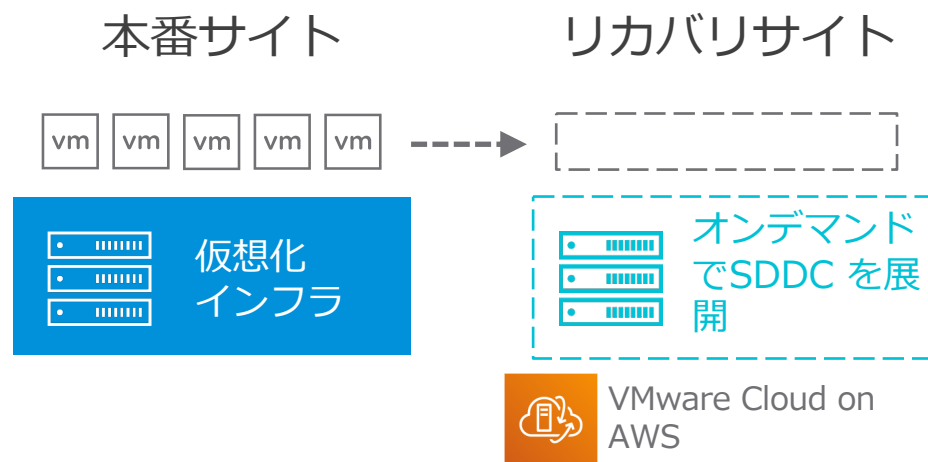 本番サイト
リカバリサイト
vm vm vm vm vm
仮想化
インフラ
オンデマンド
でSDDC を展
開
VMware Cloud on
AWS